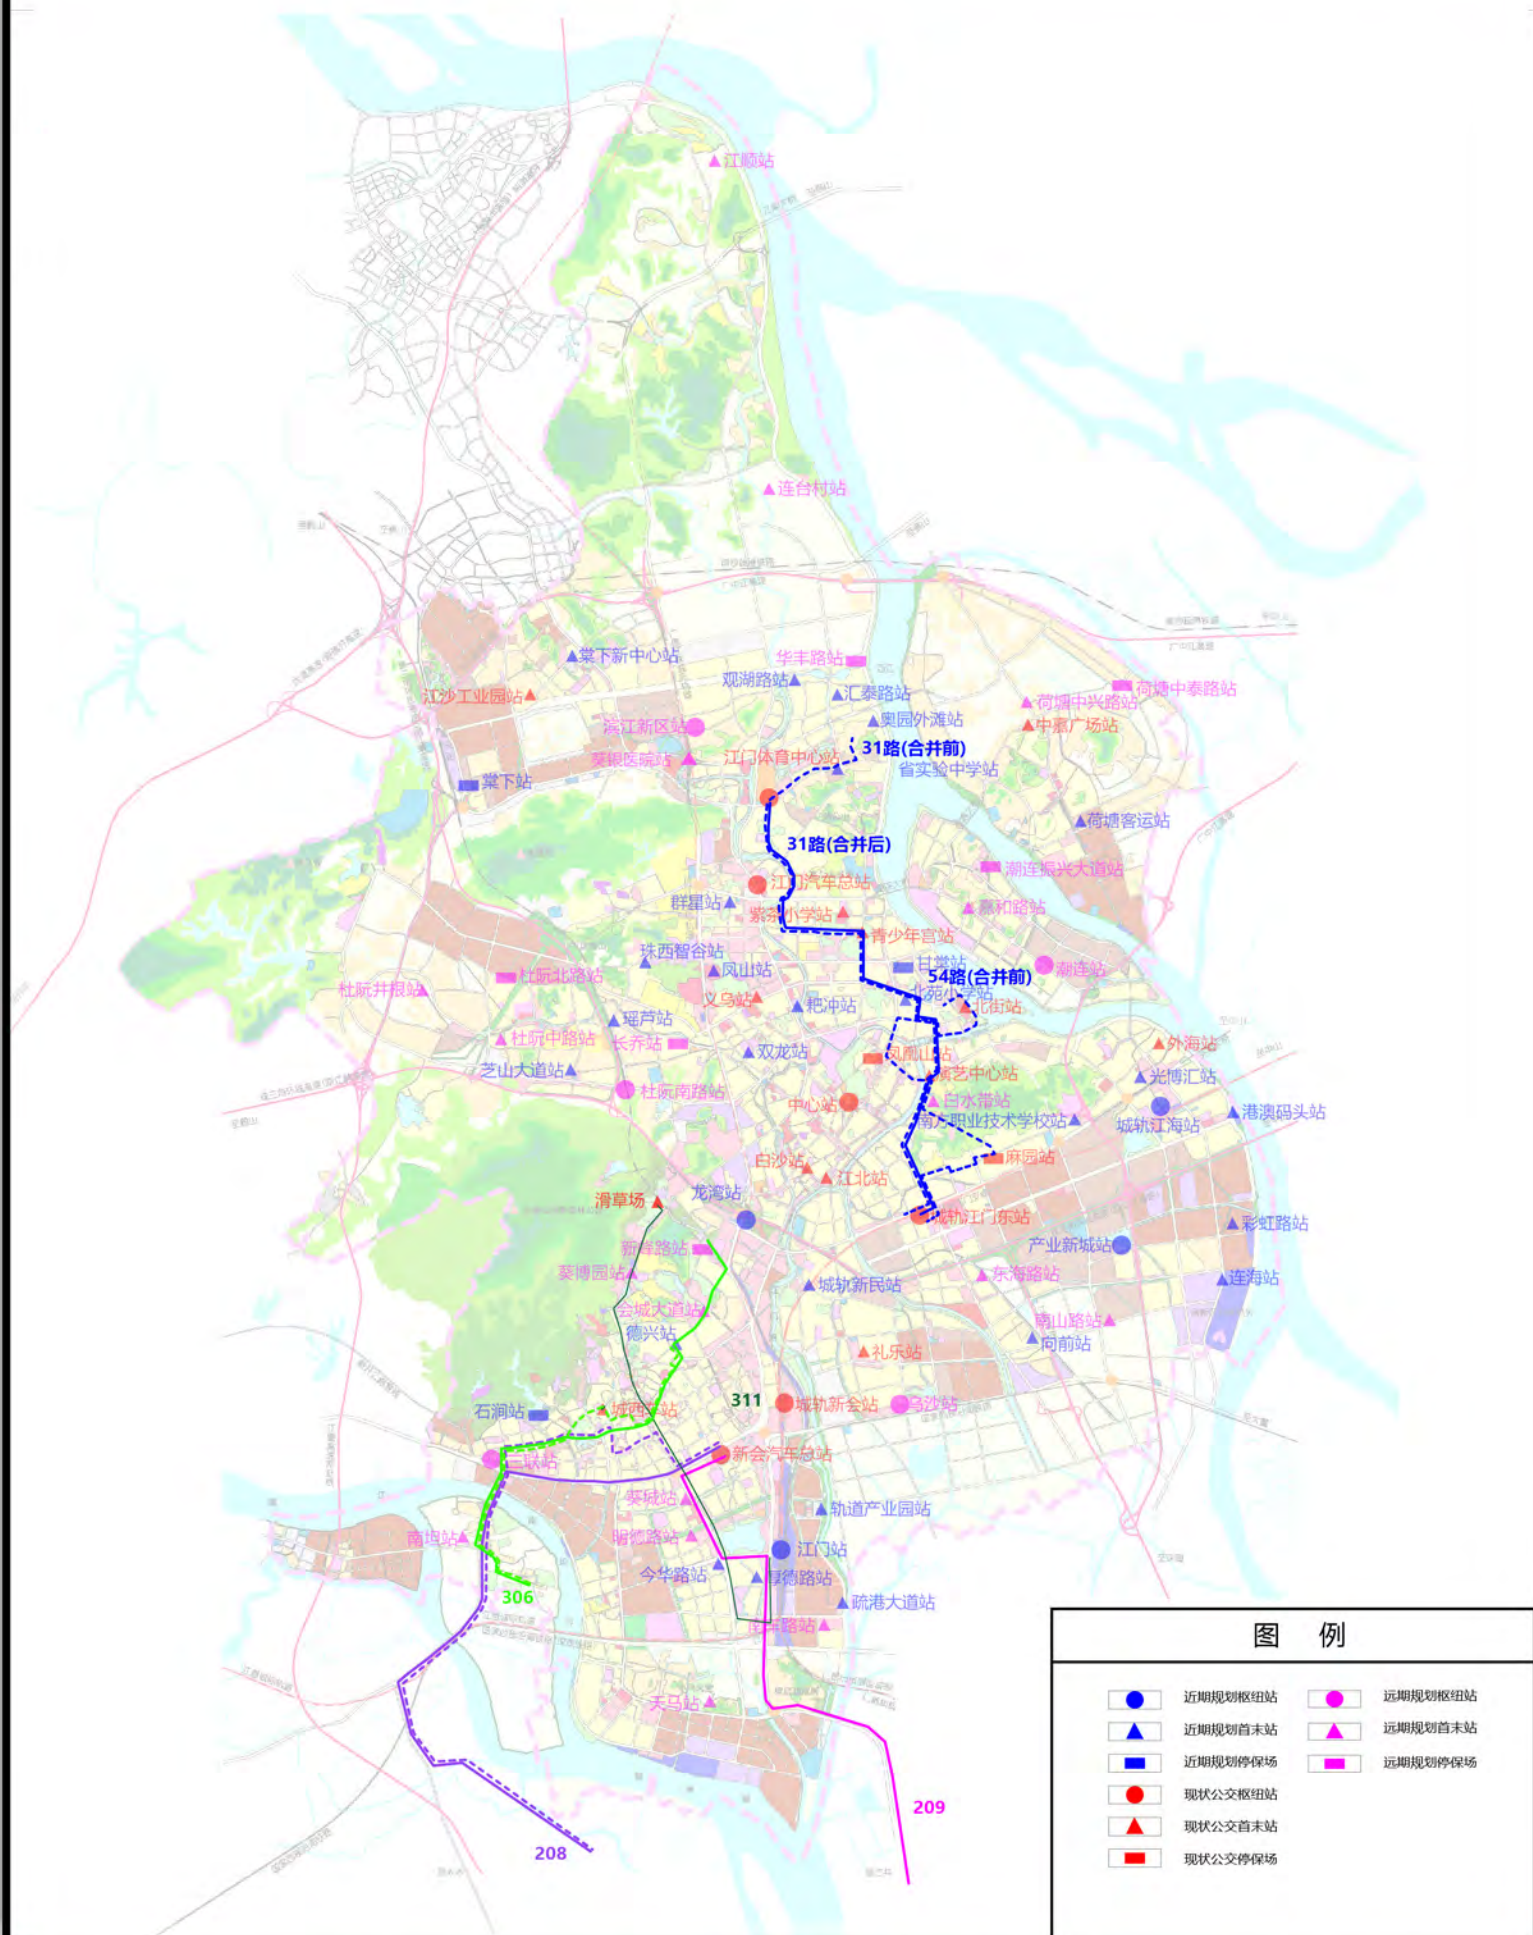 江顺站
连台村站
棠下新中心站
华丰路站
观湖路站
汇泰路站
江沙工业园站
荷塘中泰路站
荷塘中兴路站
中惠广场站
滨江新区站
奥园外滩站
31路(合并前)
葵银医院站
江门体育中心站
省实验中学站
棠下站
荷塘客运站
31路(合并后)
潮连振兴大道站
江门汽车总站
群星站
紫茶小学站
嘉和路站
青少年宫站
珠西智谷站
甘棠站
潮连站
杜阮北路站
凤山站
54路(合并前)
杜阮井根站
义乌站
北苑小学站
耙冲站
北街站
瑶芦站
杜阮中路站
长乔站
双龙站
凤凰山站
外海站
芝山大道站
演艺中心站
光博汇站
杜阮南路站
中心站
白水带站
港澳码头站
南方职业技术学校站
城轨江海站
白沙站
麻园站
江北站
滑草场
龙湾站
城轨江门东站
彩虹路站
新峰路站
产业新城站
葵博园站
东海路站
连海站
城轨新民站
会城大道站
南山路站
德兴站
向前站
礼乐站
311
城轨新会站
乌沙站
石涧站
城西站
新会汽车总站
三联站
葵城站
轨道产业园站
南坦站
明德路站
江门站
今华路站
厚德路站
306
疏港大道站
天马站
209
208
图 例
近期规划枢纽站
远期规划枢纽站
近期规划首末站
远期规划首末站
近期规划停保场
远期规划停保场
现状公交枢纽站
现状公交首末站
现状公交停保场